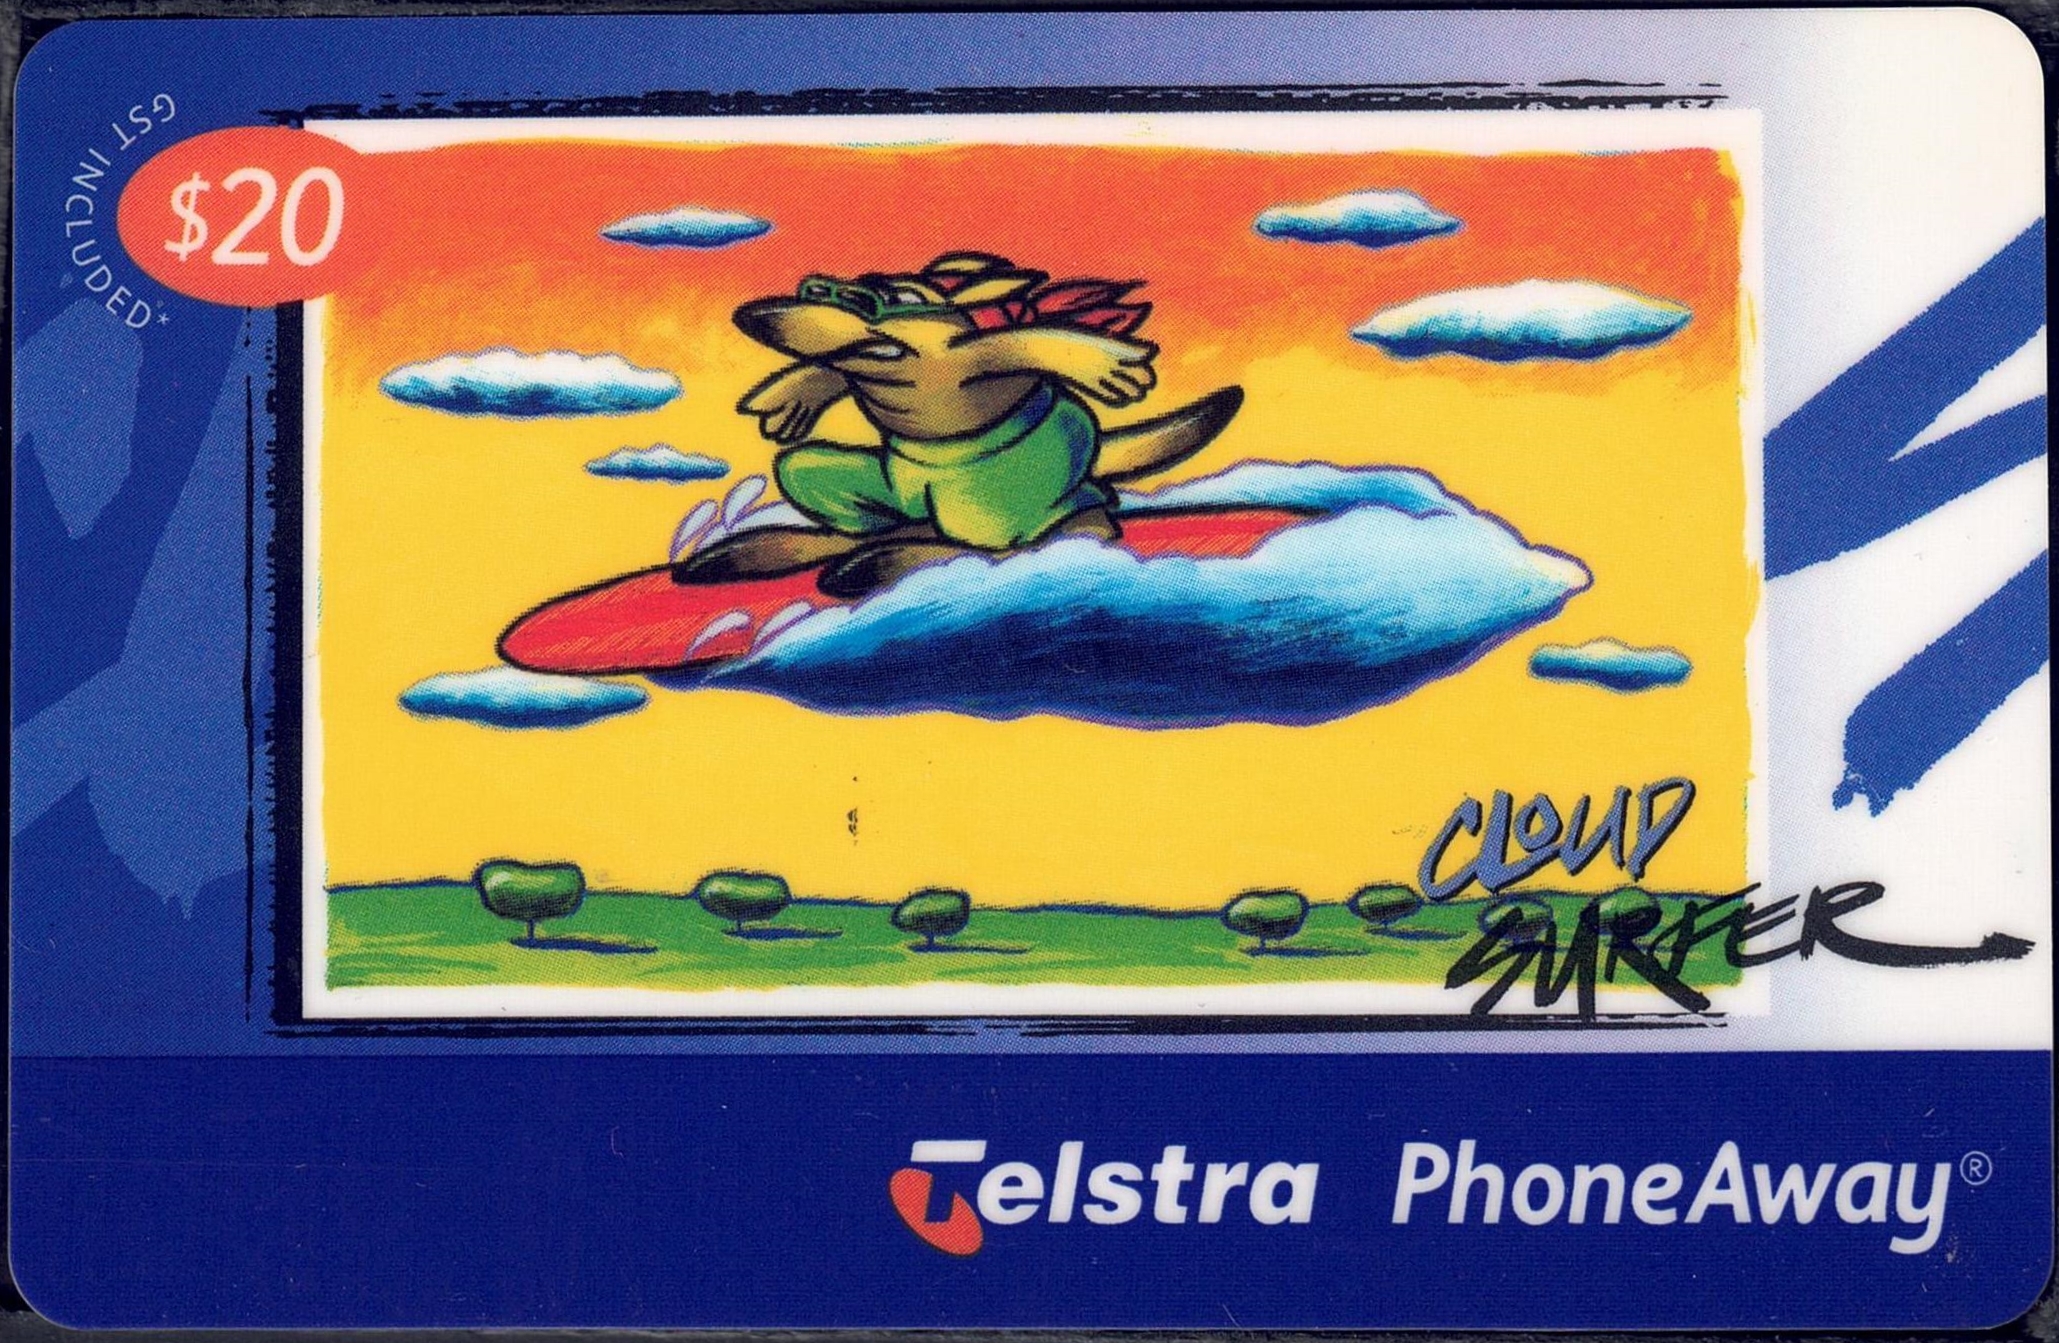 GST INCLUDED*
$20
CLOUD
SURFER
Telstra PhoneAway®